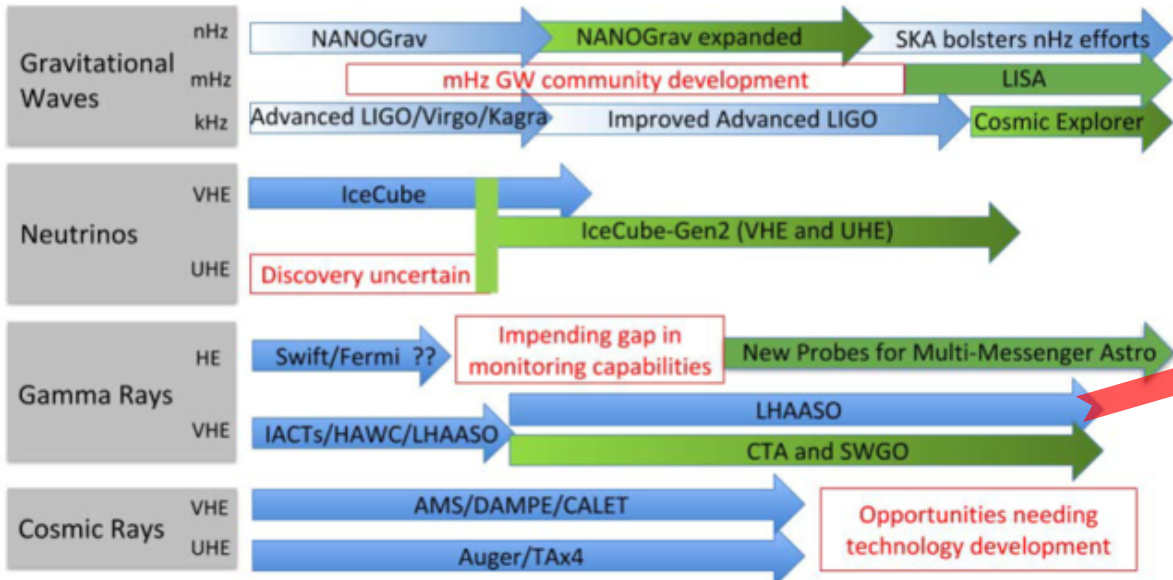 Gravitational
Waves
nHz
mHz
kHz
NANOGrav
NANOGrav expanded
SKA bolsters nHz efforts
mHz GW community development
LISA
Advanced LIGO/Virgo/Kagra
Improved Advanced LIGO
Cosmic Explorer
Neutrinos
VHE
UHE
IceCube
IceCube-Gen2 (VHE and UHE)
Discovery uncertain
Gamma Rays
HE
VHE
Swift/Fermi ??
Impending gap in
monitoring capabilities
New Probes for Multi-Messenger Astro
IACTs/HAWC/LHAASO
LHAASO
CTA and SWGO
Cosmic Rays
VHE
UHE
AMS/DAMPE/CALET
Auger/TAx4
Opportunities needing
technology development